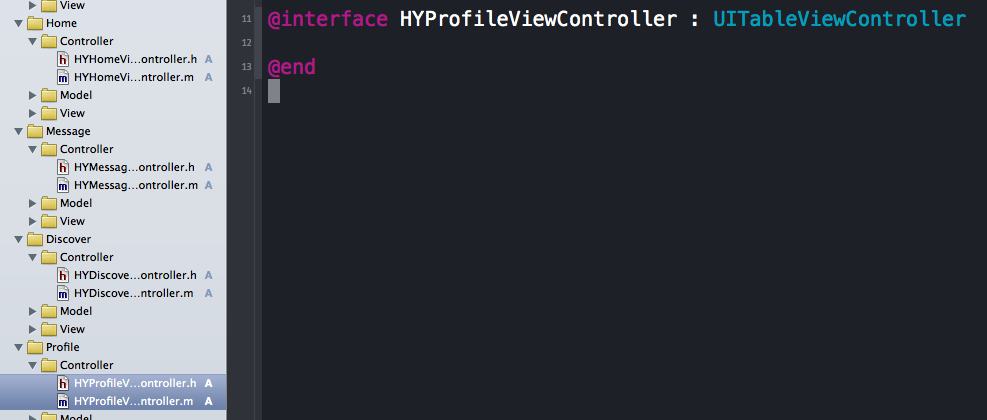 View
Home
Controller
h HYHomeVi...ontroller.h A
m HYHomeVi...ntroller.m A
Model
View
Message
Controller
h HYMessag...ontroller.h A
m HYMessag...ontroller.m A
Model
View
Discover
Controller
h HYDiscove...ontroller.h A
m HYDiscove...ntroller.m A
Model
View
Profile
Controller
h HYProfileV...ontroller.h A
m HYProfileV...ontroller.m A
Model
11 @interface HYProfileViewController : UITableViewController
12
13 @end
14